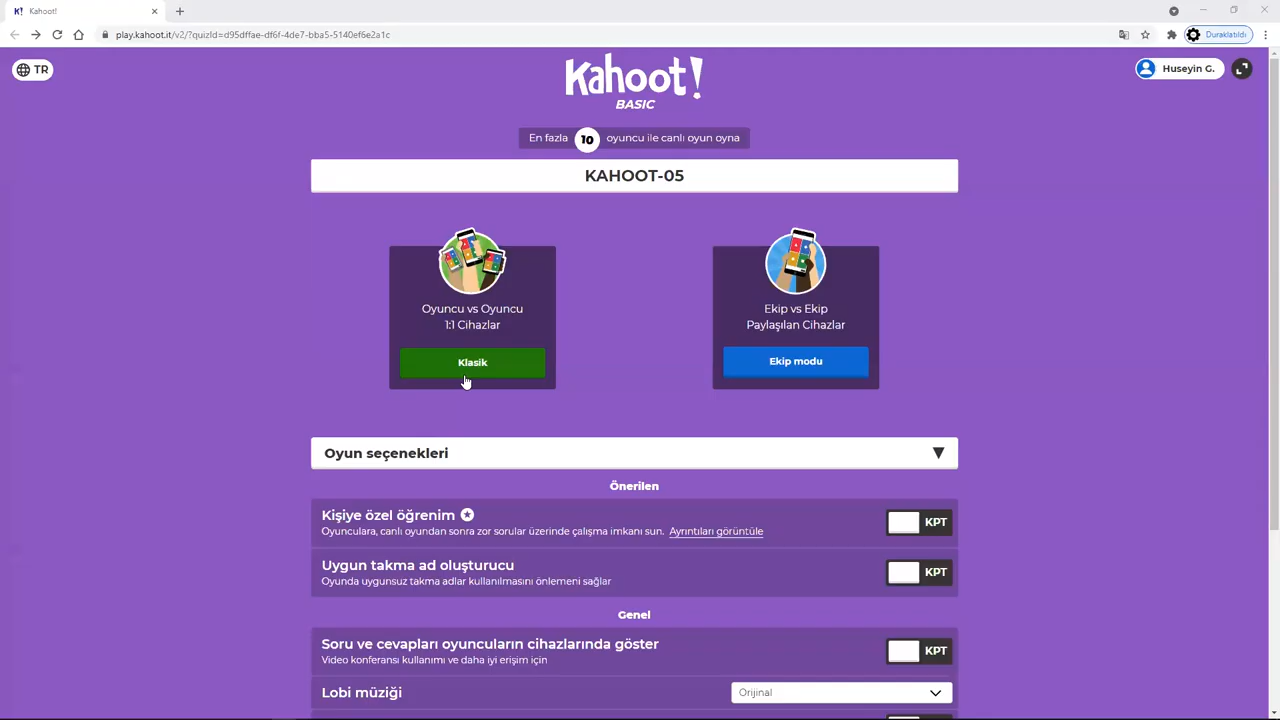 Kahoot!
play.kahoot.it/v2/?quizId=d95dffae-df6f-4de7-bba5-5140ef6e2a1c
Duraklatıldı
TR
Kahoot!
BASIC
Huseyin G.
En fazla 10 oyuncu ile canlı oyun oyna
KAHOOT-05
Oyuncu vs Oyuncu
1:1 Cihazlar
Klasik
Ekip vs Ekip
Paylaşılan Cihazlar
Ekip modu
Oyun seçenekleri
Önerilen
Kişiye özel öğrenim
Oyunculara, canlı oyundan sonra zor sorular üzerinde çalışma imkanı sun. Ayrıntıları görüntüle
KPT
Uygun takma ad oluşturucu
Oyunda uygunsuz takma adlar kullanılmasını önlemeni sağlar
KPT
Genel
Soru ve cevapları oyuncuların cihazlarında göster
Video konferansı kullanımı ve daha iyi erişim için
KPT
Lobi müziği
Orijinal